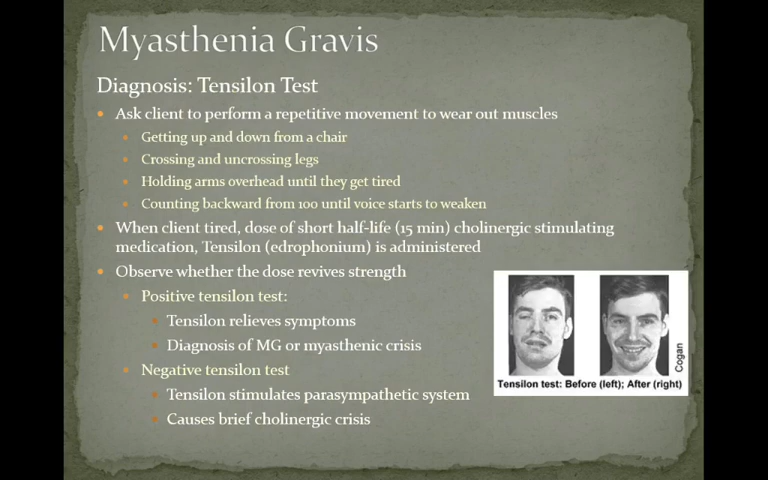 Myasthenia Gravis
Diagnosis: Tensilon Test
Ask client to perform a repetitive movement to wear out muscles
Getting up and down from a chair
Crossing and uncrossing legs
Holding arms overhead until they get tired
Counting backward from 100 until voice starts to weaken
When client tired, dose of short half-life (15 min) cholinergic stimulating
medication, Tensilon (edrophonium) is administered
Observe whether the dose revives strength
Positive tensilon test:
Tensilon relieves symptoms
Diagnosis of MG or myasthenic crisis
Negative tensilon test
Tensilon stimulates parasympathetic system
Causes brief cholinergic crisis
Cogan
Tensilon test: Before (left); After (right)